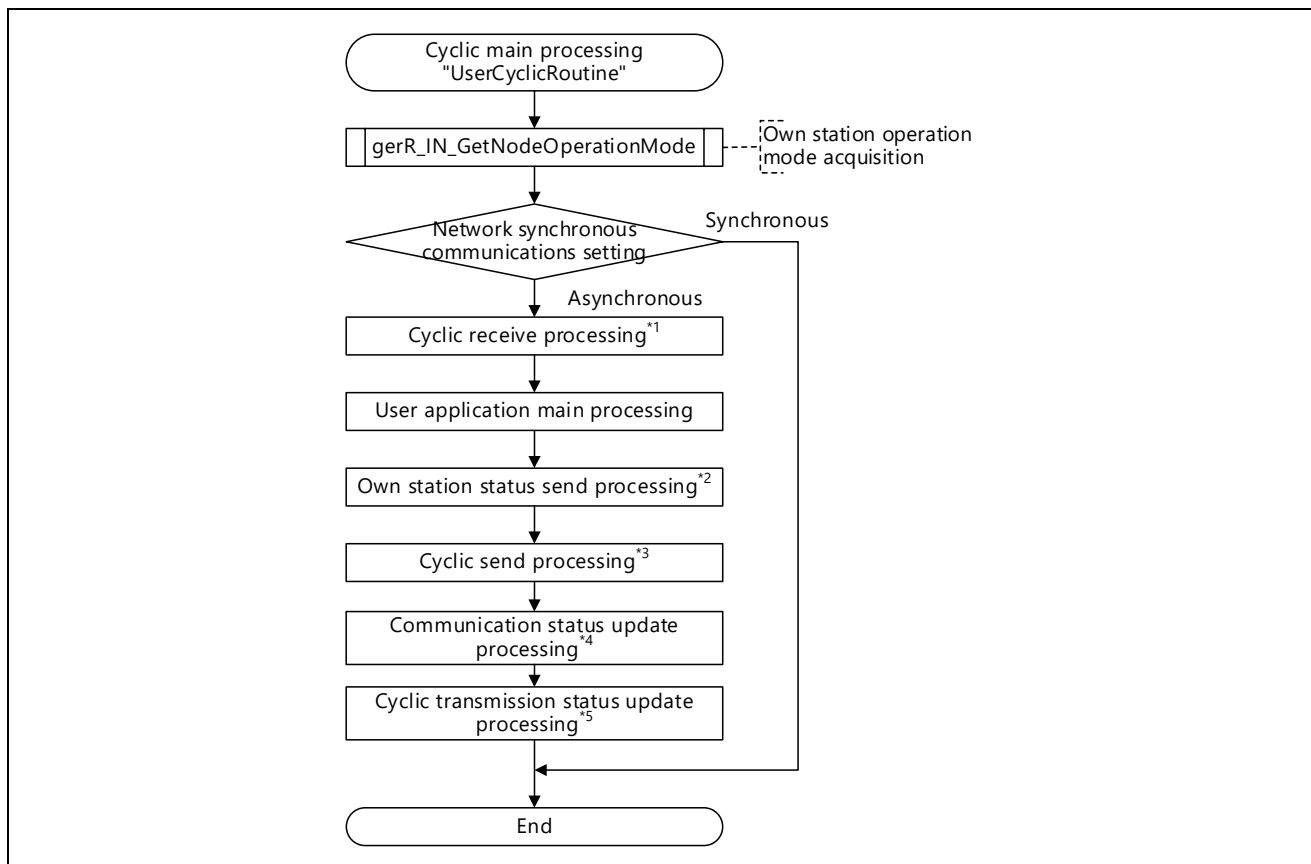 Cyclic main processing
"UserCyclicRoutine"
gerR_IN_GetNodeOperationMode
Own station operation
mode acquisition
Network synchronous
communications setting
Synchronous
Asynchronous
Cyclic receive processing*1
User application main processing
Own station status send processing*2
Cyclic send processing*3
Communication status update
processing*4
Cyclic transmission status update
processing*5
End